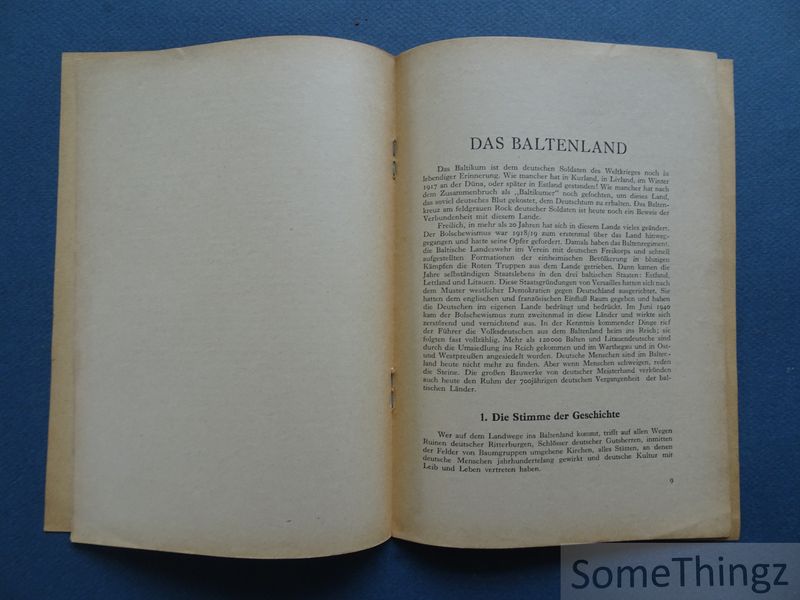 DAS BALTENLAND
Das Baltikum ist dem deutschen Soldaten des Weltkrieges noch in
lebendiger Erinnerung. Wie mancher hat in Kurland, in Livland, im Winter
1917 an der Düna, oder später in Estland gestanden! Wie mancher hat nach
dem Zusammenbruch als „Baltikumer" noch gefochten, um dieses Land,
das soviel deutsches Blut gekostet, dem Deutschtum zu erhalten. Das Balten-
kreuz am feldgrauen Rock deutscher Soldaten ist heute noch ein Beweis der
Verbundenheit mit diesem Lande.
Freilich, in mehr als 20 Jahren hat sich in diesem Lande vieles geändert.
Der Bolschewismus war 1918/19 zum erstenmal über das Land hinweg-
gegangen und hatte seine Opfer gefordert. Damals haben das Baltenregiment,
die Baltische Landeswehr im Verein mit deutschen Freikorps und schnell
aufgestellten Formationen der einheimischen Bevölkerung in blutigen
Kämpfen die Roten Truppen aus dem Lande getrieben. Dann kamen die
Jahre selbständigen Staatslebens in den drei baltischen Staaten: Estland,
Lettland und Litauen. Diese Staatsgründungen von Versailles hatten sich nach
dem Muster westlicher Demokratien gegen Deutschland ausgerichtet. Sie
hatten dem englischen und französischen Einfluß Raum gegeben und haben
die Deutschen im eigenen Lande bedrängt und bedrückt. Im Juni 1940
kam der Bolschewismus zum zweitenmal in diese Länder und wirkte sich
zerstörend und vernichtend aus. In der Kenntnis kommender Dinge rief
der Führer die Volksdeutschen aus dem Baltenland heim ins Reich; sie
folgten fast vollzählig. Mehr als 120000 Balten und Litauendeutsche sind
durch die Umsiedlung ins Reich gekommen und im Warthegau und in Ost-
und Westpreußen angesiedelt worden. Deutsche Menschen sind im Balten-
land heute nicht mehr zu finden. Aber wenn Menschen schweigen, reden
die Steine. Die großen Bauwerke von deutscher Meisterhand verkünden
auch heute den Ruhm der 700jährigen deutschen Vergangenheit der bal-
tischen Länder.
1. Die Stimme der Geschichte
Wer auf dem Landwege ins Baltenland kommt, trifft auf allen Wegen
Ruinen deutscher Ritterburgen, Schlösser deutscher Gutsherren, inmitten
der Felder von Baumgruppen umgebene Kirchen, alles Stätten, an denen
deutsche Menschen jahrhundertelang gewirkt und deutsche Kultur mit
Leib und Leben vertreten haben.
9
SomeThingz